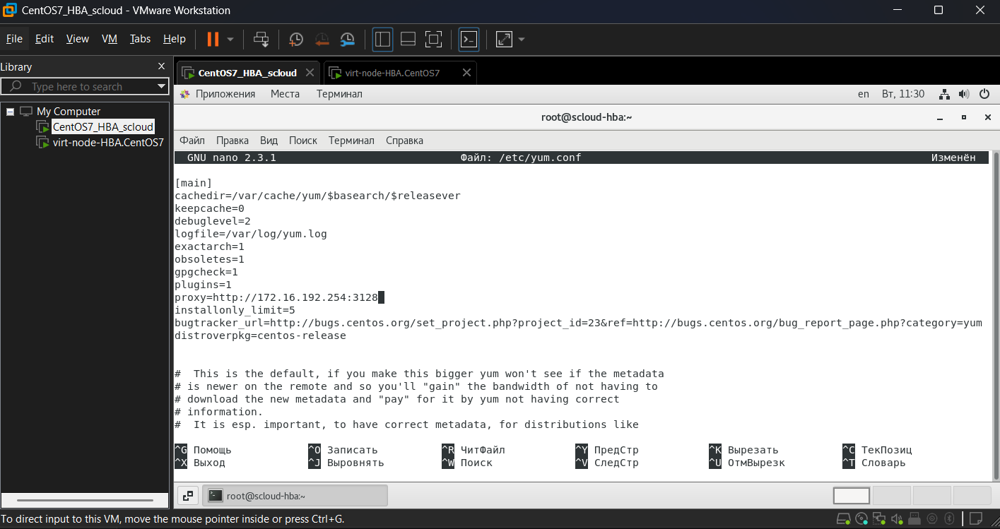 CentOS7_HBA_scloud - VMware Workstation
File Edit View VM Tabs Help
Library
Type here to search
My Computer
CentOS7_HBA_scloud
virt-node-HBA.CentOS7
CentOS7_HBA_scloud virt-node-HBA.CentOS7
Приложения Места Терминал en Вт, 11:30
root@scloud-hba:~
Файл Правка Вид Поиск Терминал Справка
GNU nano 2.3.1 Файл: /etc/yum.conf Изменён
[main]
cachedir=/var/cache/yum/$basearch/$releasever
keepcache=0
debuglevel=2
logfile=/var/log/yum.log
exactarch=1
obsoletes=1
gpgcheck=1
plugins=1
proxy=http://172.16.192.254:3128
installonly_limit=5
bugtracker_url=http://bugs.centos.org/set_project.php?project_id=23&ref=http://bugs.centos.org/bug_report_page.php?category=yum
distroverpkg=centos-release
#  This is the default, if you make this bigger yum won't see if the metadata
# is newer on the remote and so you'll "gain" the bandwidth of not having to
# download the new metadata and "pay" for it by yum not having correct
# information.
#  It is esp. important, to have correct metadata, for distributions like
^G Помощь ^O Записать ^R ЧитФайл ^Y ПредСтр ^K Вырезать ^C ТекПозиц
^X Выход ^J Выровнять ^W Поиск ^V СледСтр ^U ОтмВырезк ^T Словарь
root@scloud-hba:~
To direct input to this VM, move the mouse pointer inside or press Ctrl+G.